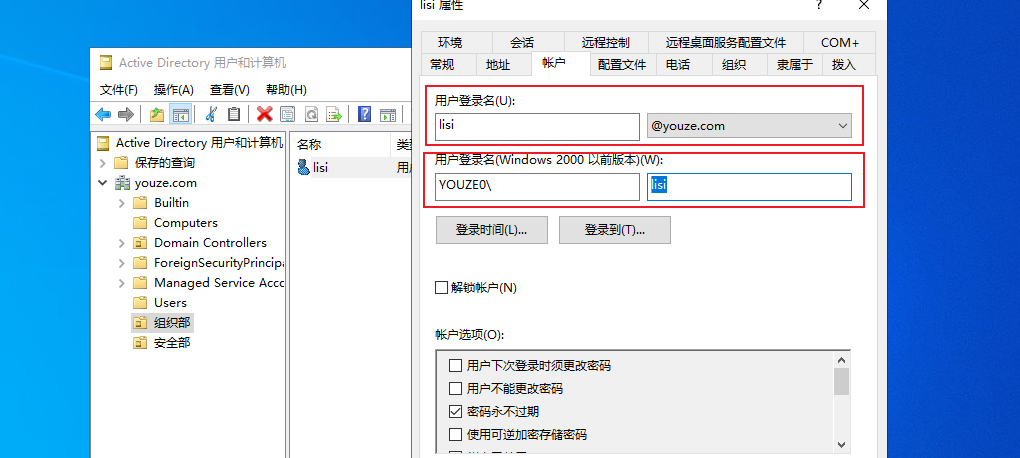 lisi 属性
?
Active Directory 用户和计算机
文件(F) 操作(A) 查看(V) 帮助(H)
Active Directory 用户和计算机
保存的查询
youze.com
Builtin
Computers
Domain Controllers
ForeignSecurityPrincipa
Managed Service Acco
Users
组织部
安全部
名称
lisi
用
环境 会话 远程控制 远程桌面服务配置文件 COM+
常规 地址 帐户 配置文件 电话 组织 隶属于 拨入
用户登录名(U):
lisi @youze.com
用户登录名(Windows 2000 以前版本)(W):
YOUZE0\ lisi
登录时间(L)... 登录到(T)...
解锁帐户(N)
帐户选项(O):
用户下次登录时须更改密码
用户不能更改密码
密码永不过期
使用可逆加密存储密码